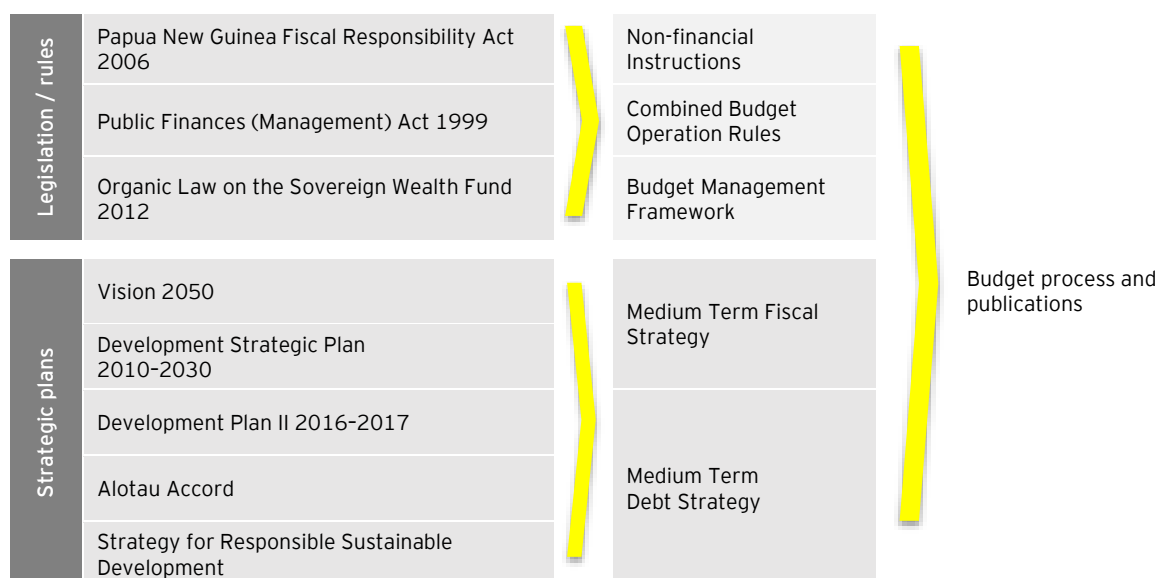 Legislation / rules
Papua New Guinea Fiscal Responsibility Act
2006
Public Finances (Management) Act 1999
Organic Law on the Sovereign Wealth Fund
2012
Non-financial
Instructions
Combined Budget
Operation Rules
Budget Management
Framework
Strategic plans
Vision 2050
Development Strategic Plan
2010–2030
Development Plan II 2016–2017
Alotau Accord
Strategy for Responsible Sustainable
Development
Medium Term Fiscal
Strategy
Medium Term
Debt Strategy
Budget process and
publications